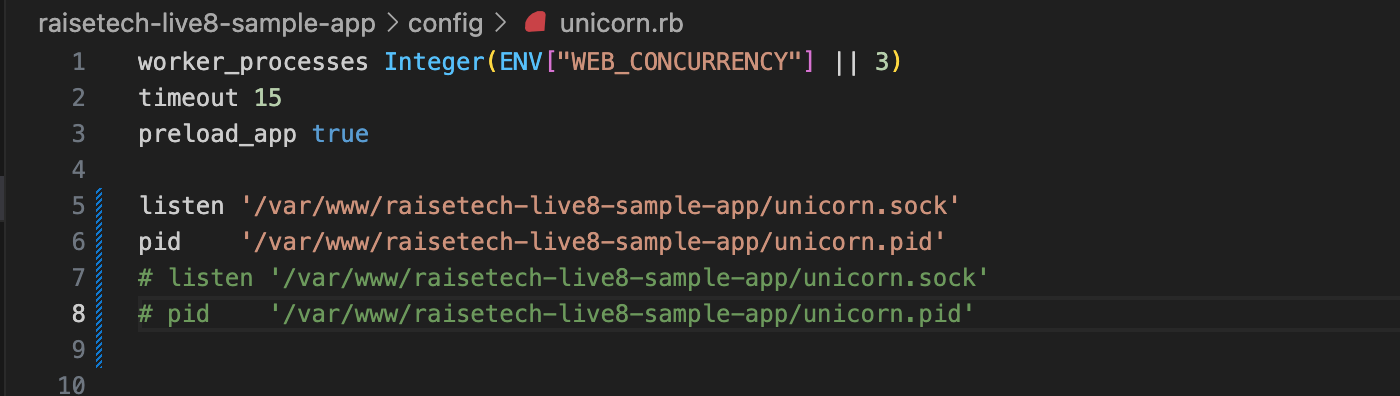 raisetech-live8-sample-app > config > unicorn.rb
1 worker_processes Integer(ENV["WEB_CONCURRENCY"] || 3)
2 timeout 15
3 preload_app true
4
5 listen '/var/www/raisetech-live8-sample-app/unicorn.sock'
6 pid    '/var/www/raisetech-live8-sample-app/unicorn.pid'
7 # listen '/var/www/raisetech-live8-sample-app/unicorn.sock'
8 # pid    '/var/www/raisetech-live8-sample-app/unicorn.pid'
9
10